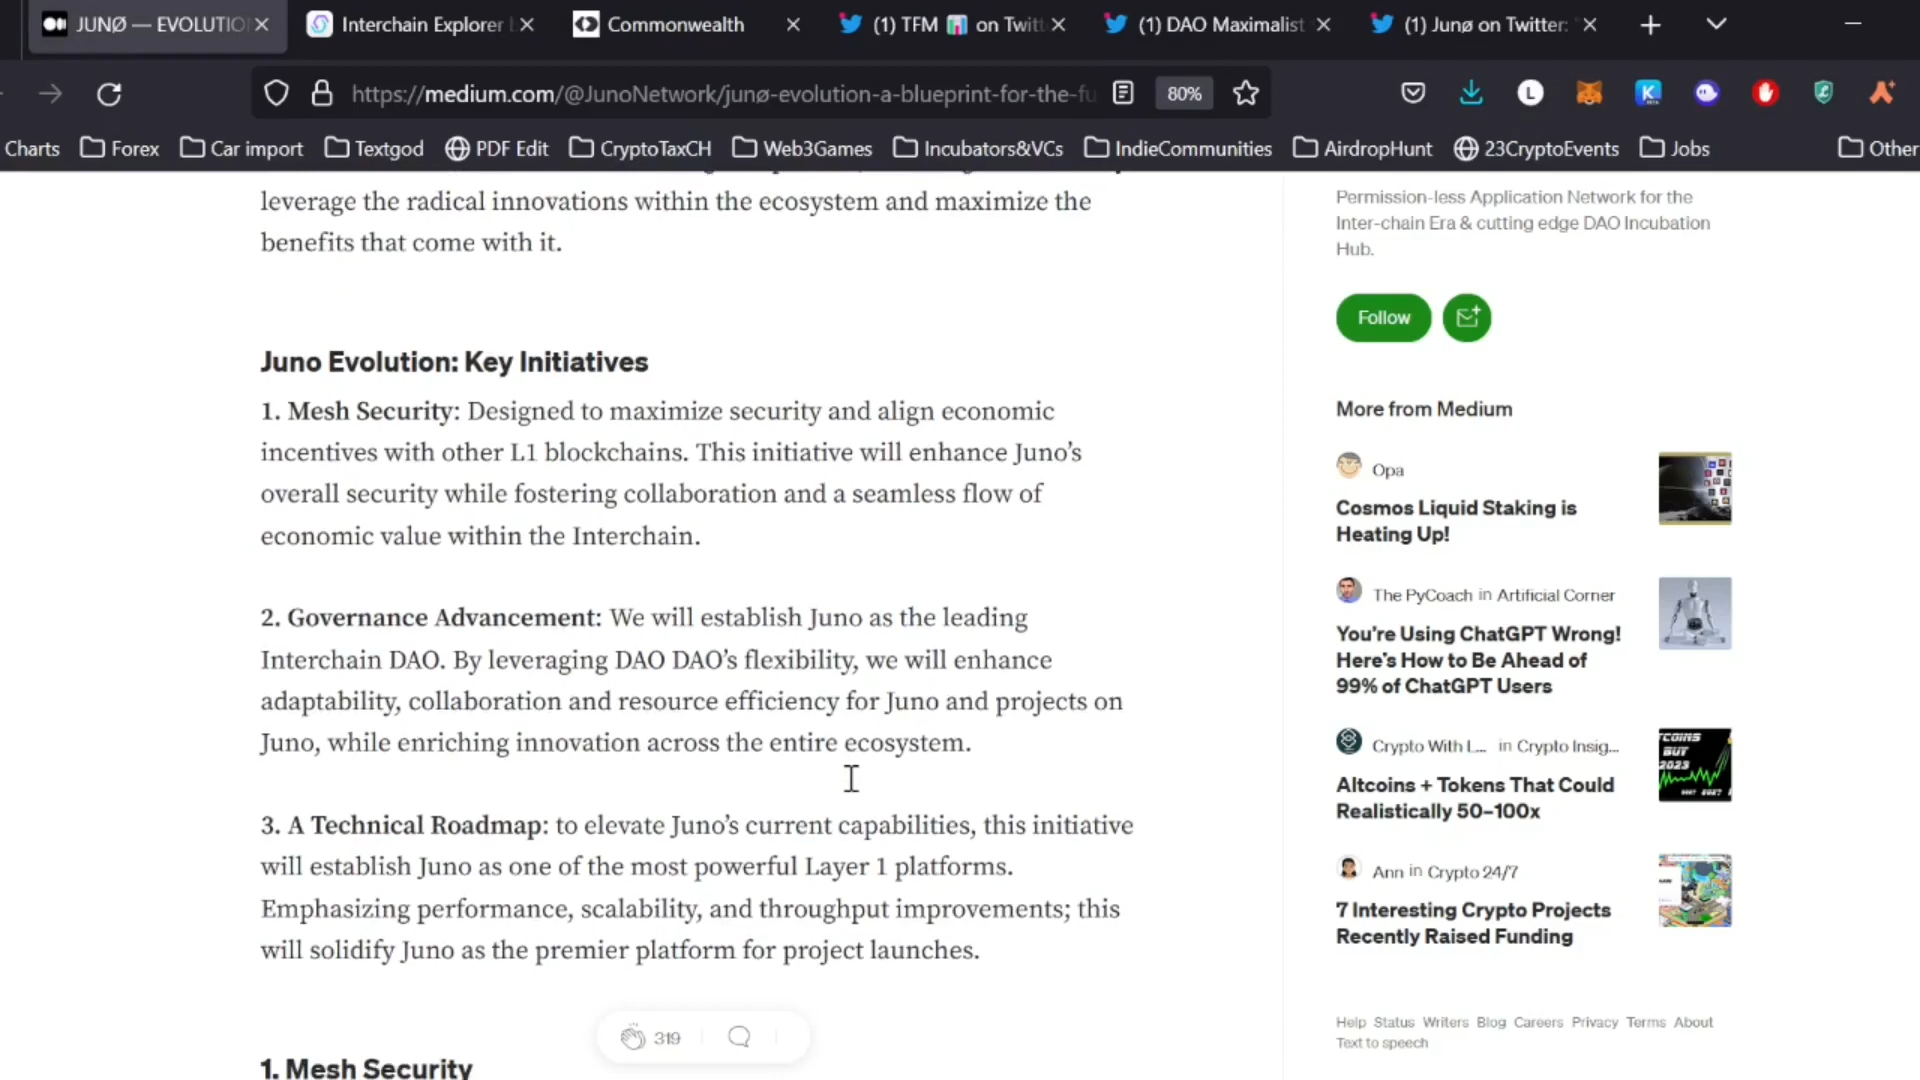 JUNØ — EVOLUTIO
Interchain Explorer
Commonwealth
(1) TFM on Twitt
(1) DAO Maximalist
(1) Junø on Twitter:
https://medium.com/@JunoNetwork/junø-evolution-a-blueprint-for-the-fu
80%
Charts
Forex
Car import
Textgod
PDF Edit
CryptoTaxCH
Web3Games
Incubators&VCs
IndieCommunities
AirdropHunt
23CryptoEvents
Jobs
Other
leverage the radical innovations within the ecosystem and maximize the
benefits that come with it.
Juno Evolution: Key Initiatives
1. Mesh Security: Designed to maximize security and align economic
incentives with other L1 blockchains. This initiative will enhance Juno’s
overall security while fostering collaboration and a seamless flow of
economic value within the Interchain.
2. Governance Advancement: We will establish Juno as the leading
Interchain DAO. By leveraging DAO DAO’s flexibility, we will enhance
adaptability, collaboration and resource efficiency for Juno and projects on
Juno, while enriching innovation across the entire ecosystem.
3. A Technical Roadmap: to elevate Juno’s current capabilities, this initiative
will establish Juno as one of the most powerful Layer 1 platforms.
Emphasizing performance, scalability, and throughput improvements; this
will solidify Juno as the premier platform for project launches.
319
1. Mesh Security
Permission-less Application Network for the
Inter-chain Era & cutting edge DAO Incubation
Hub.
Follow
More from Medium
Opa
Cosmos Liquid Staking is
Heating Up!
The PyCoach in Artificial Corner
You’re Using ChatGPT Wrong!
Here’s How to Be Ahead of
99% of ChatGPT Users
Crypto With L... in Crypto Insig...
Altcoins + Tokens That Could
Realistically 50–100x
Ann in Crypto 24/7
7 Interesting Crypto Projects
Recently Raised Funding
Help Status Writers Blog Careers Privacy Terms About
Text to speech